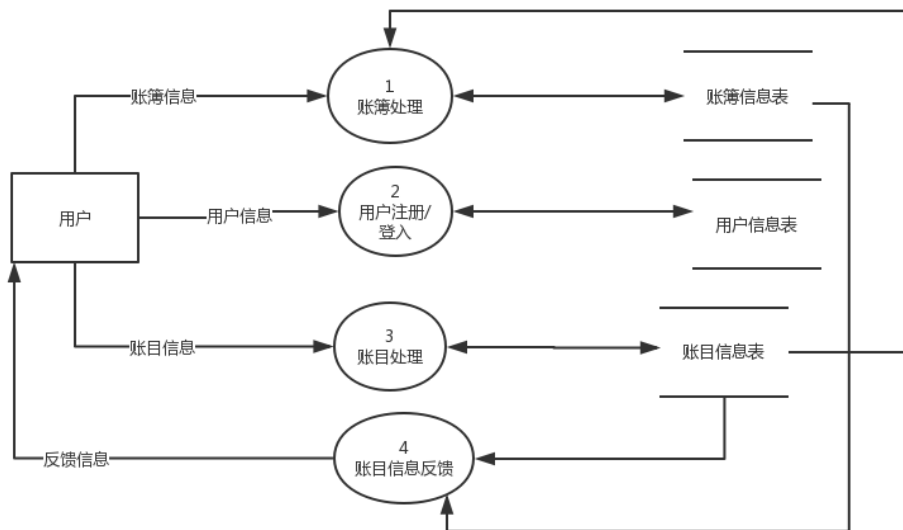 1
账簿处理
账簿信息
账簿信息表
2
用户注册/
登入
用户
用户信息
用户信息表
3
账目处理
账目信息
账目信息表
4
账目信息反馈
反馈信息